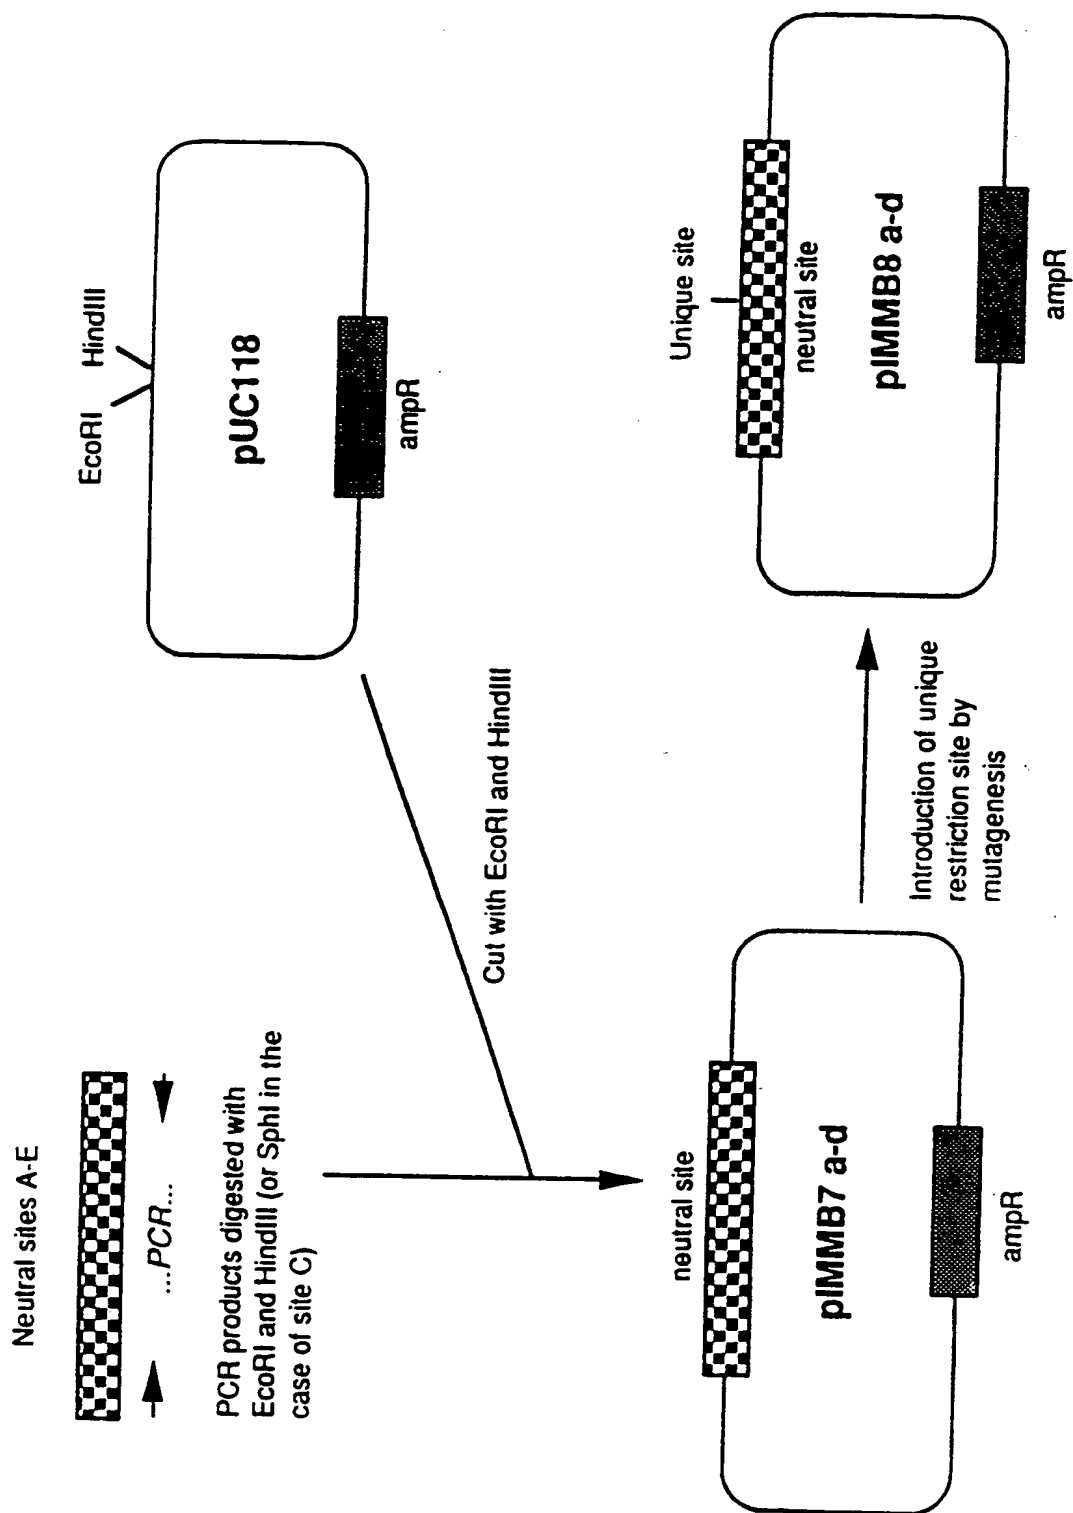 Neutral sites A-E
...PCR...
PCR products digested with
EcoRI and HindIII (or SphI in the
case of site C)
EcoRI
HindIII
pUC118
ampR
Cut with EcoRI and HindIII
neutral site
pIMMB7 a-d
ampR
Introduction of unique
restriction site by
mutagenesis
Unique site
neutral site
pIMMB8 a-d
ampR